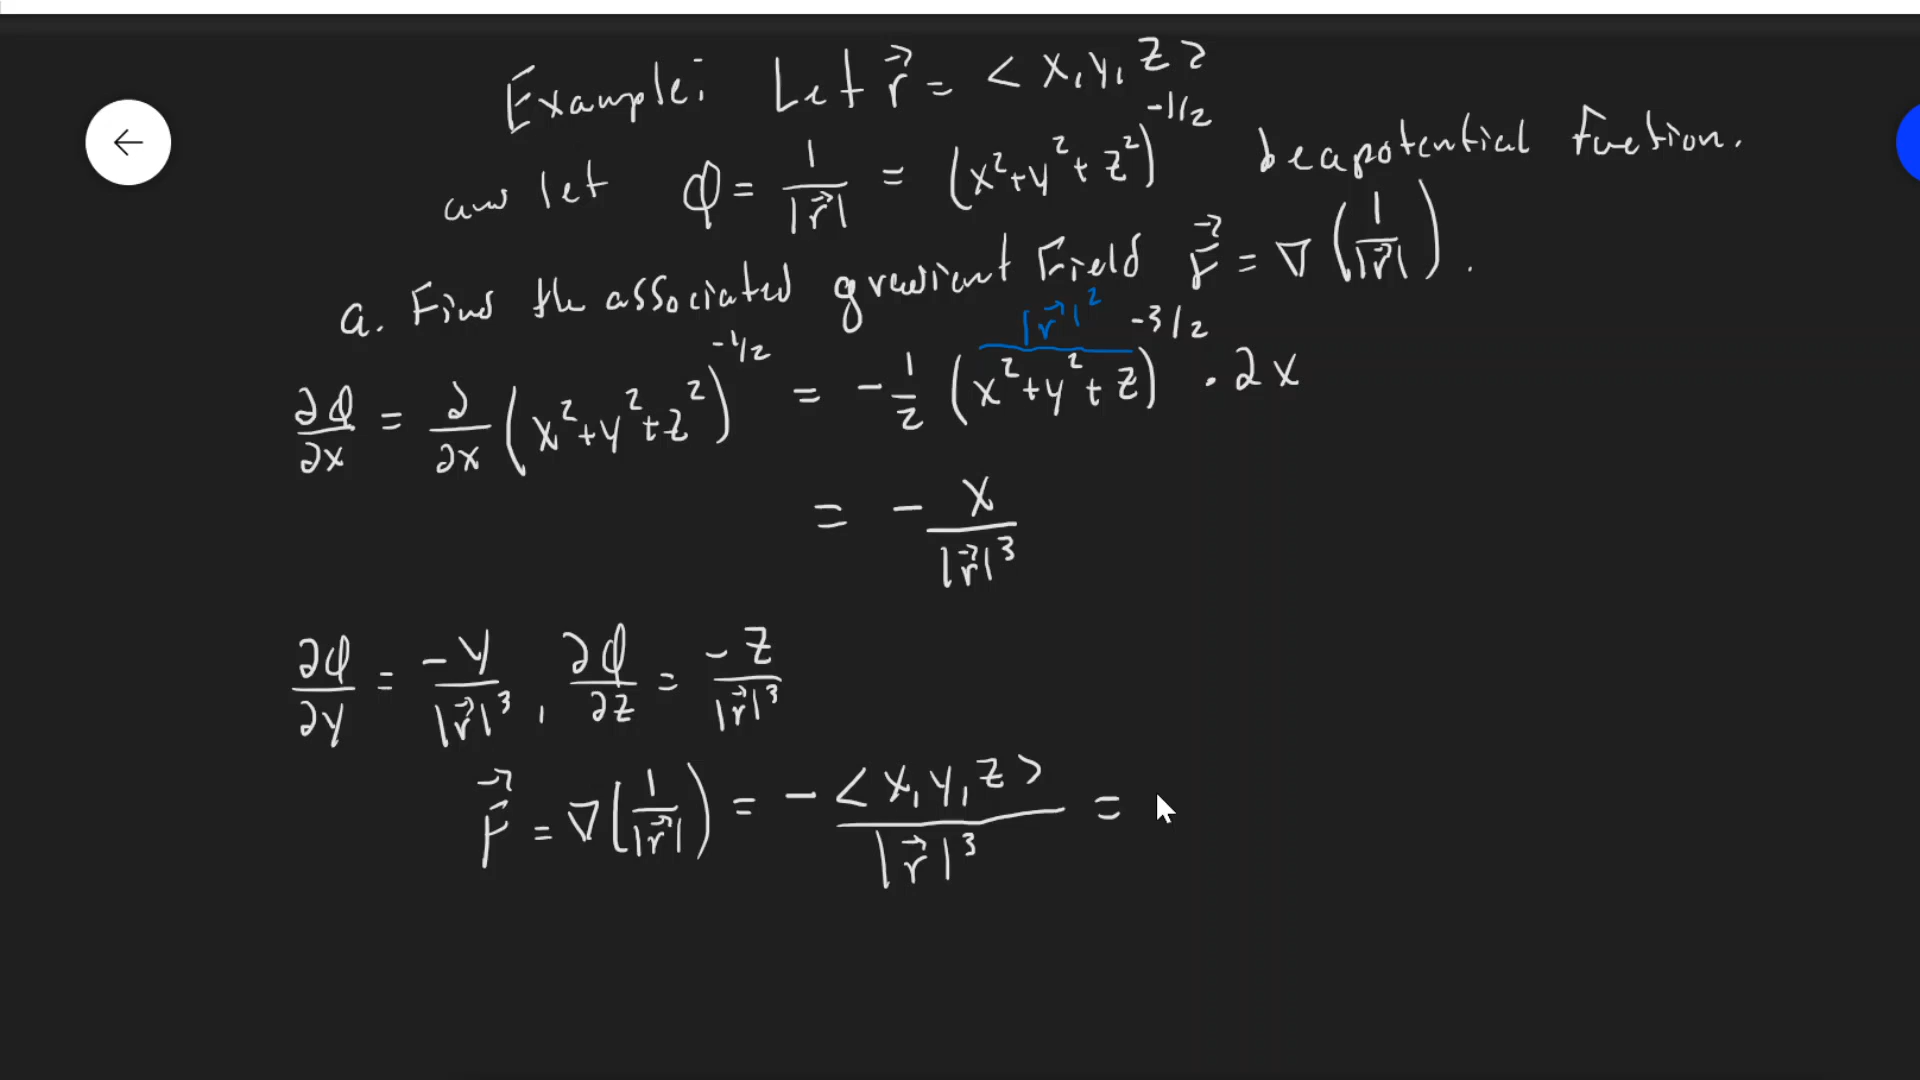 Example: Let r⃗ = < x, y, z >
and let φ = 1/|r⃗| = (x²+y²+z²)^-1/2 be a potential function.
a. Find the associated gradient field F⃗ = ∇(1/|r⃗|).
|r⃗|²
∂φ/∂x = ∂/∂x (x²+y²+z²)^-1/2 = -1/2 (x²+y²+z)^-3/2 · 2x
= - x/|r⃗|³
∂φ/∂y = -y/|r⃗|³, ∂φ/∂z = -z/|r⃗|³
F⃗ = ∇(1/|r⃗|) = - <x, y, z>/|r⃗|³ =